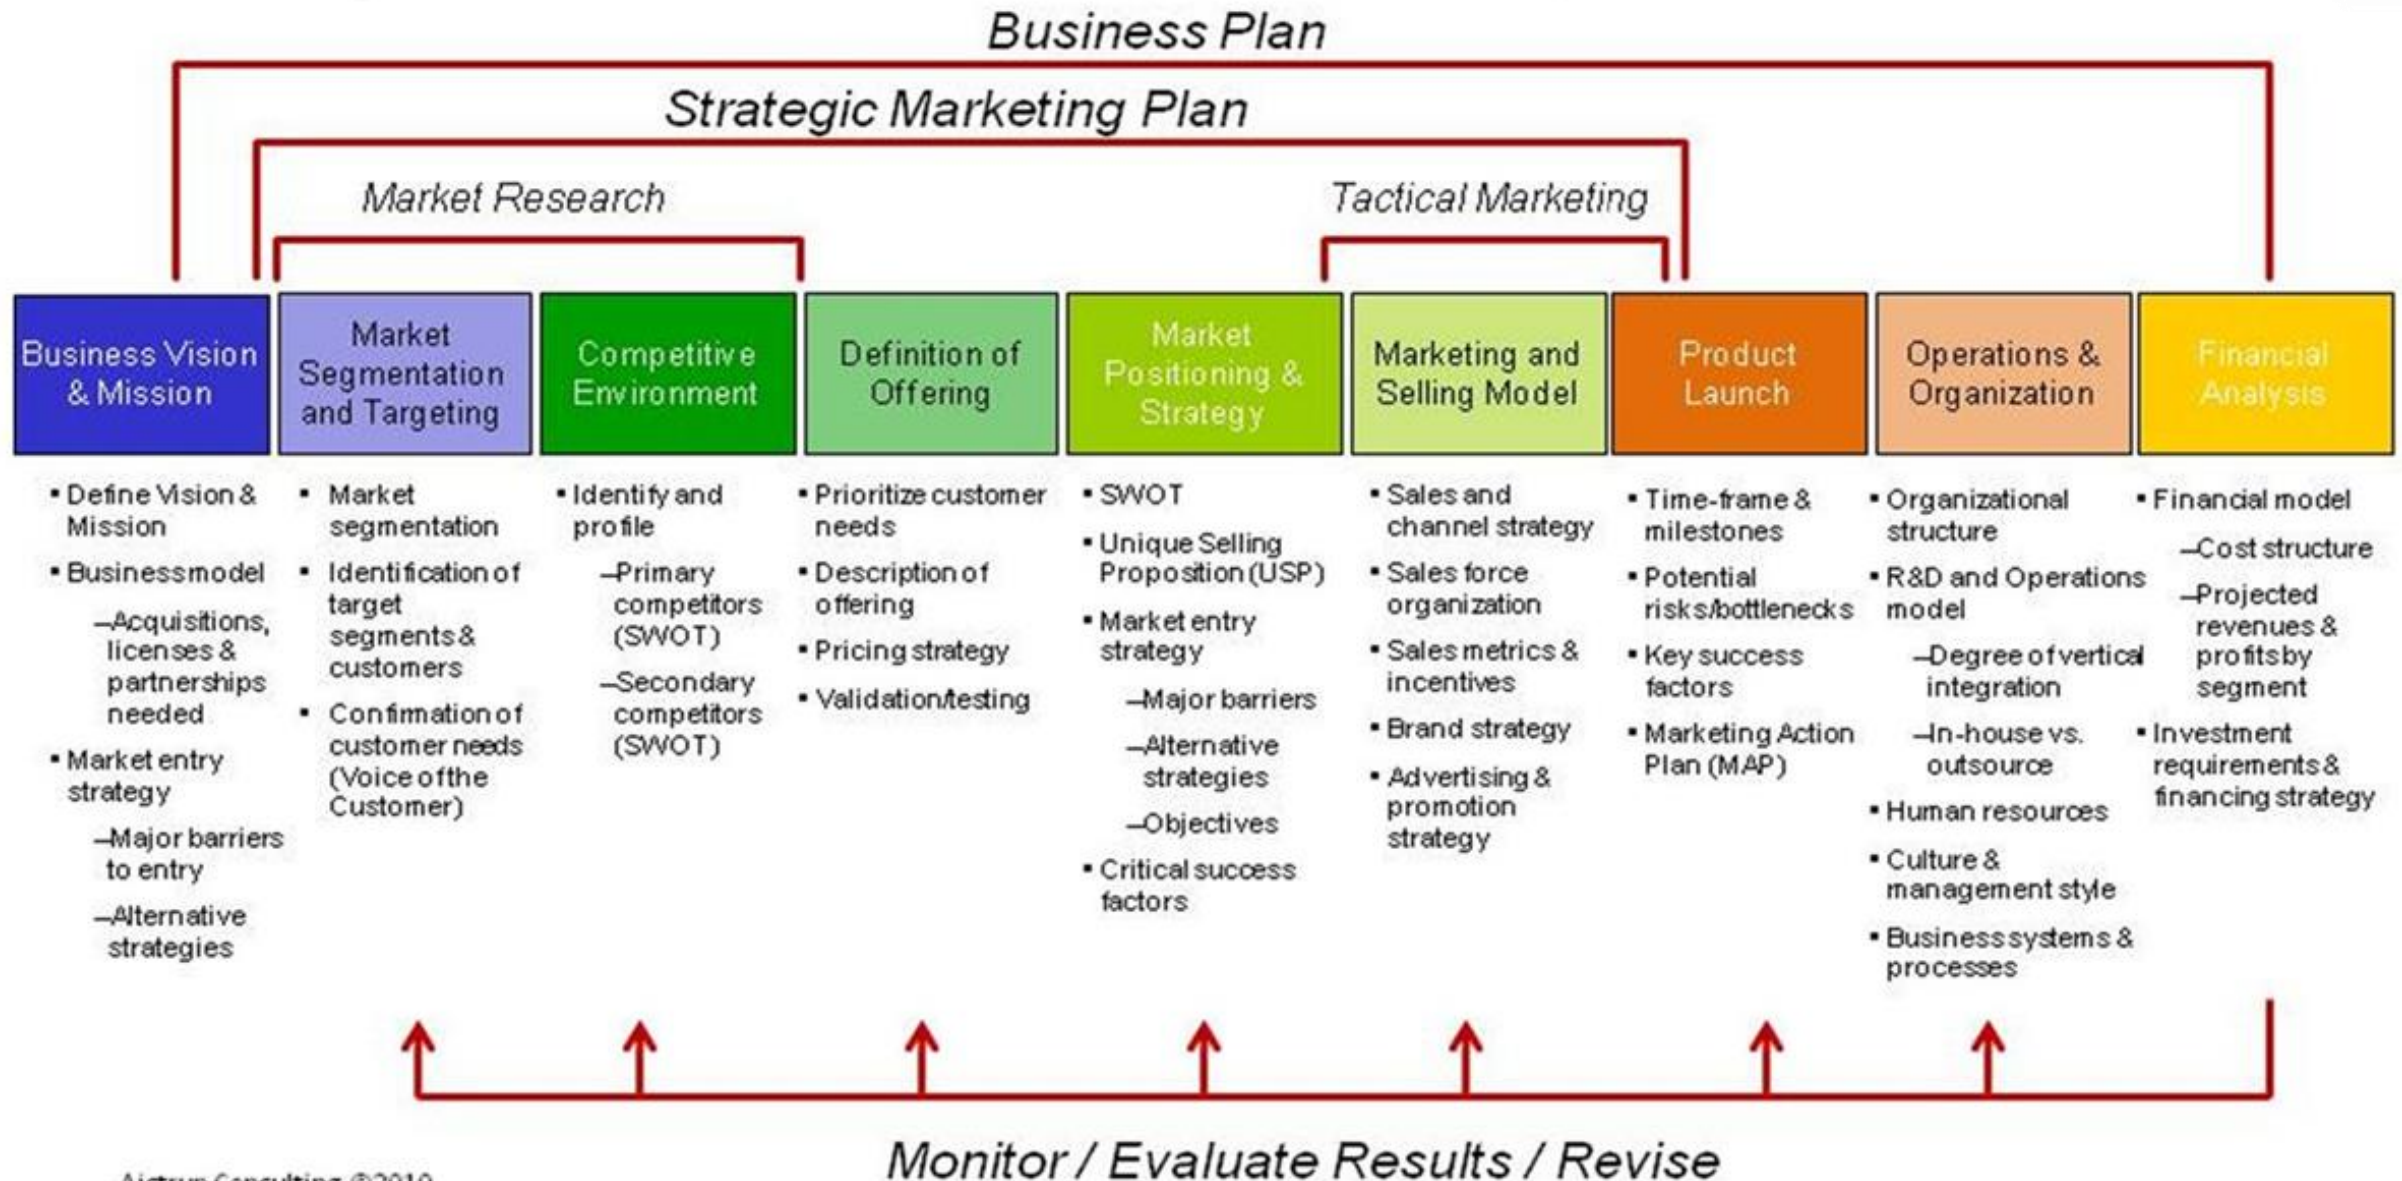 Business Plan
Strategic Marketing Plan
Market Research
Tactical Marketing
Business Vision
& Mission
Market
Segmentation
and Targeting
Competitive
Environment
Definition of
Offering
Market
Positioning &
Strategy
Marketing and
Selling Model
Product
Launch
Operations &
Organization
Financial
Analysis
▪ Define Vision &
Mission
▪ Business model
–Acquisitions,
licenses &
partnerships
needed
▪ Market entry
strategy
–Major barriers
to entry
–Alternative
strategies
▪ Market
segmentation
▪ Identification of
target
segments &
customers
▪ Confirmation of
customer needs
(Voice of the
Customer)
▪ Identify and
profile
–Primary
competitors
(SWOT)
–Secondary
competitors
(SWOT)
▪ Prioritize customer
needs
▪ Description of
offering
▪ Pricing strategy
▪ Validation/testing
▪ SWOT
▪ Unique Selling
Proposition (USP)
▪ Market entry
strategy
–Major barriers
–Alternative
strategies
–Objectives
▪ Critical success
factors
▪ Sales and
channel strategy
▪ Sales force
organization
▪ Sales metrics &
incentives
▪ Brand strategy
▪ Advertising &
promotion
strategy
▪ Time-frame &
milestones
▪ Potential
risks/bottlenecks
▪ Key success
factors
▪ Marketing Action
Plan (MAP)
▪ Organizational
structure
▪ R&D and Operations
model
–Degree of vertical
integration
–In-house vs.
outsource
▪ Human resources
▪ Culture &
management style
▪ Business systems &
processes
▪ Financial model
–Cost structure
–Projected
revenues &
profits by
segment
▪ Investment
requirements &
financing strategy
Monitor / Evaluate Results / Revise
Consulting ©2010